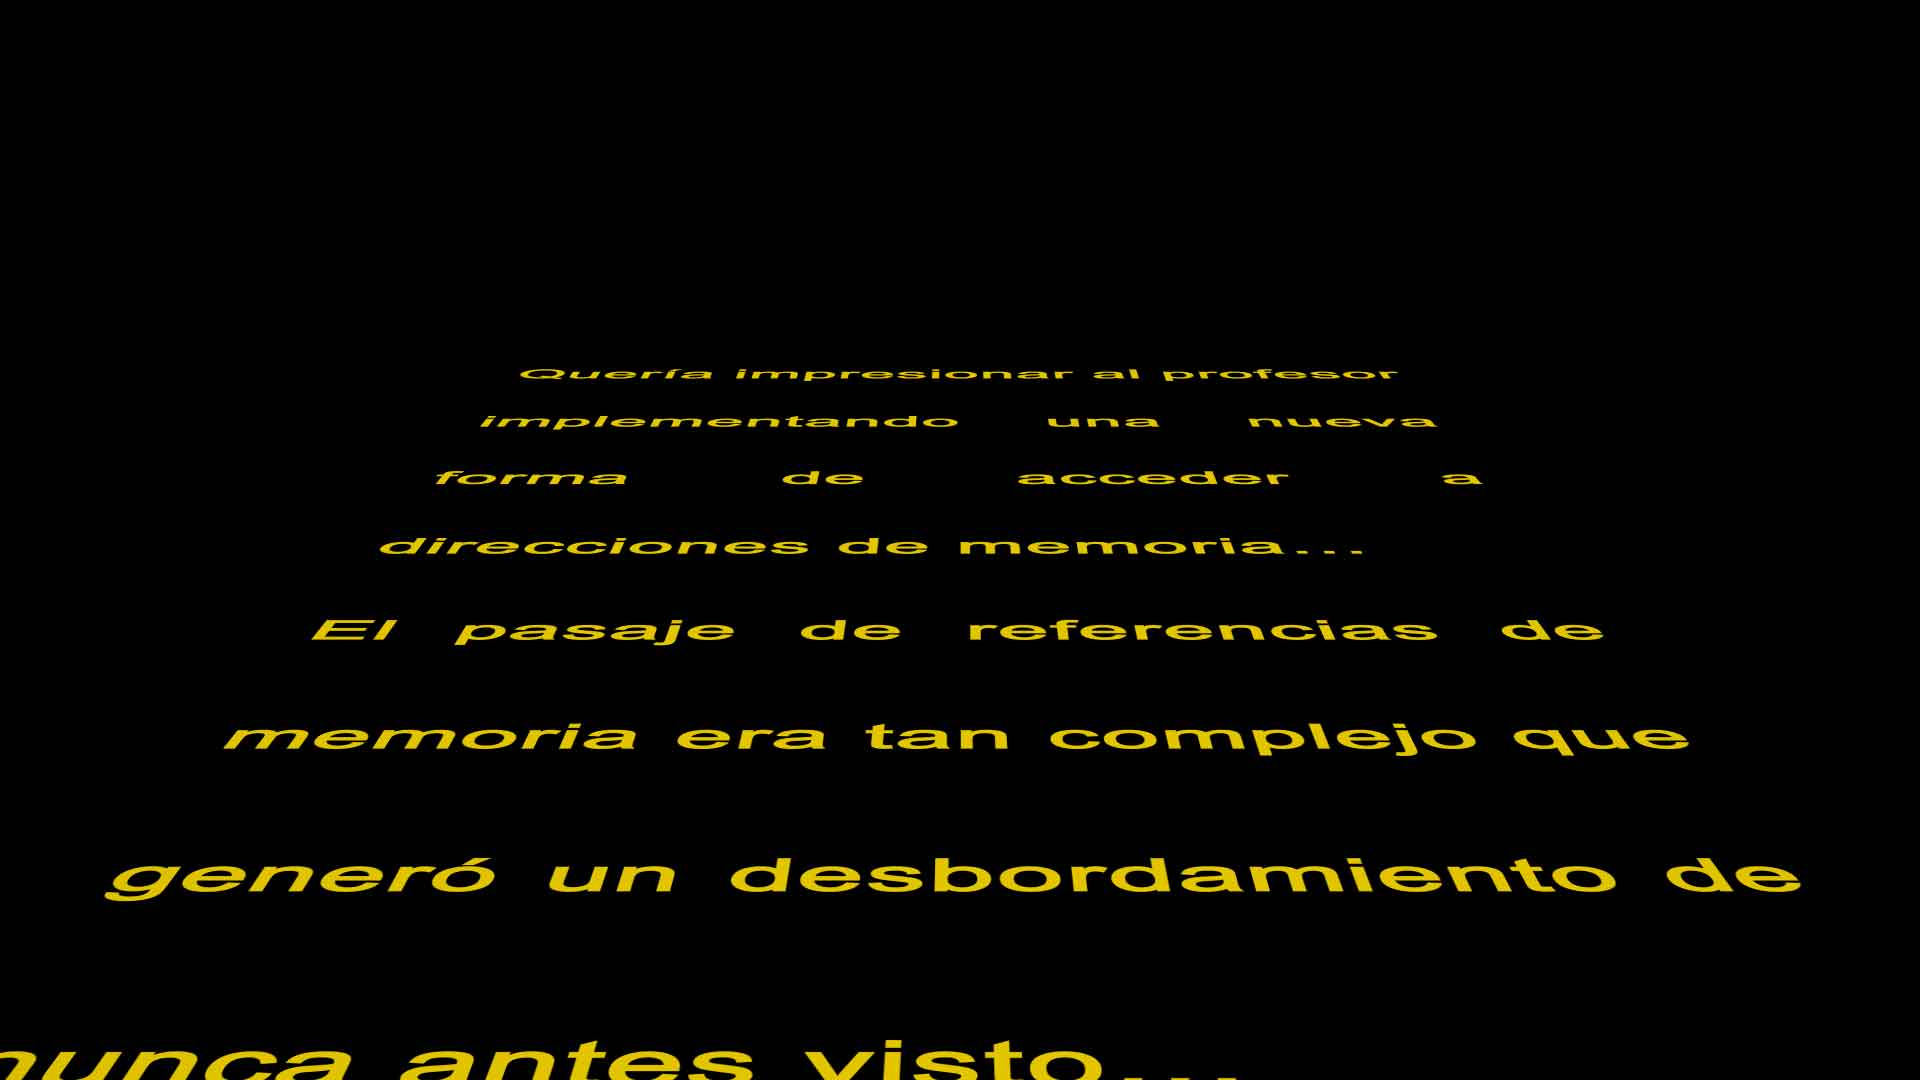 Quería impresionar al profesor
implementando una nueva
forma de acceder a
direcciones de memoria...
El pasaje de referencias de
memoria era tan complejo que
generó un desbordamiento de
nunca antes visto...